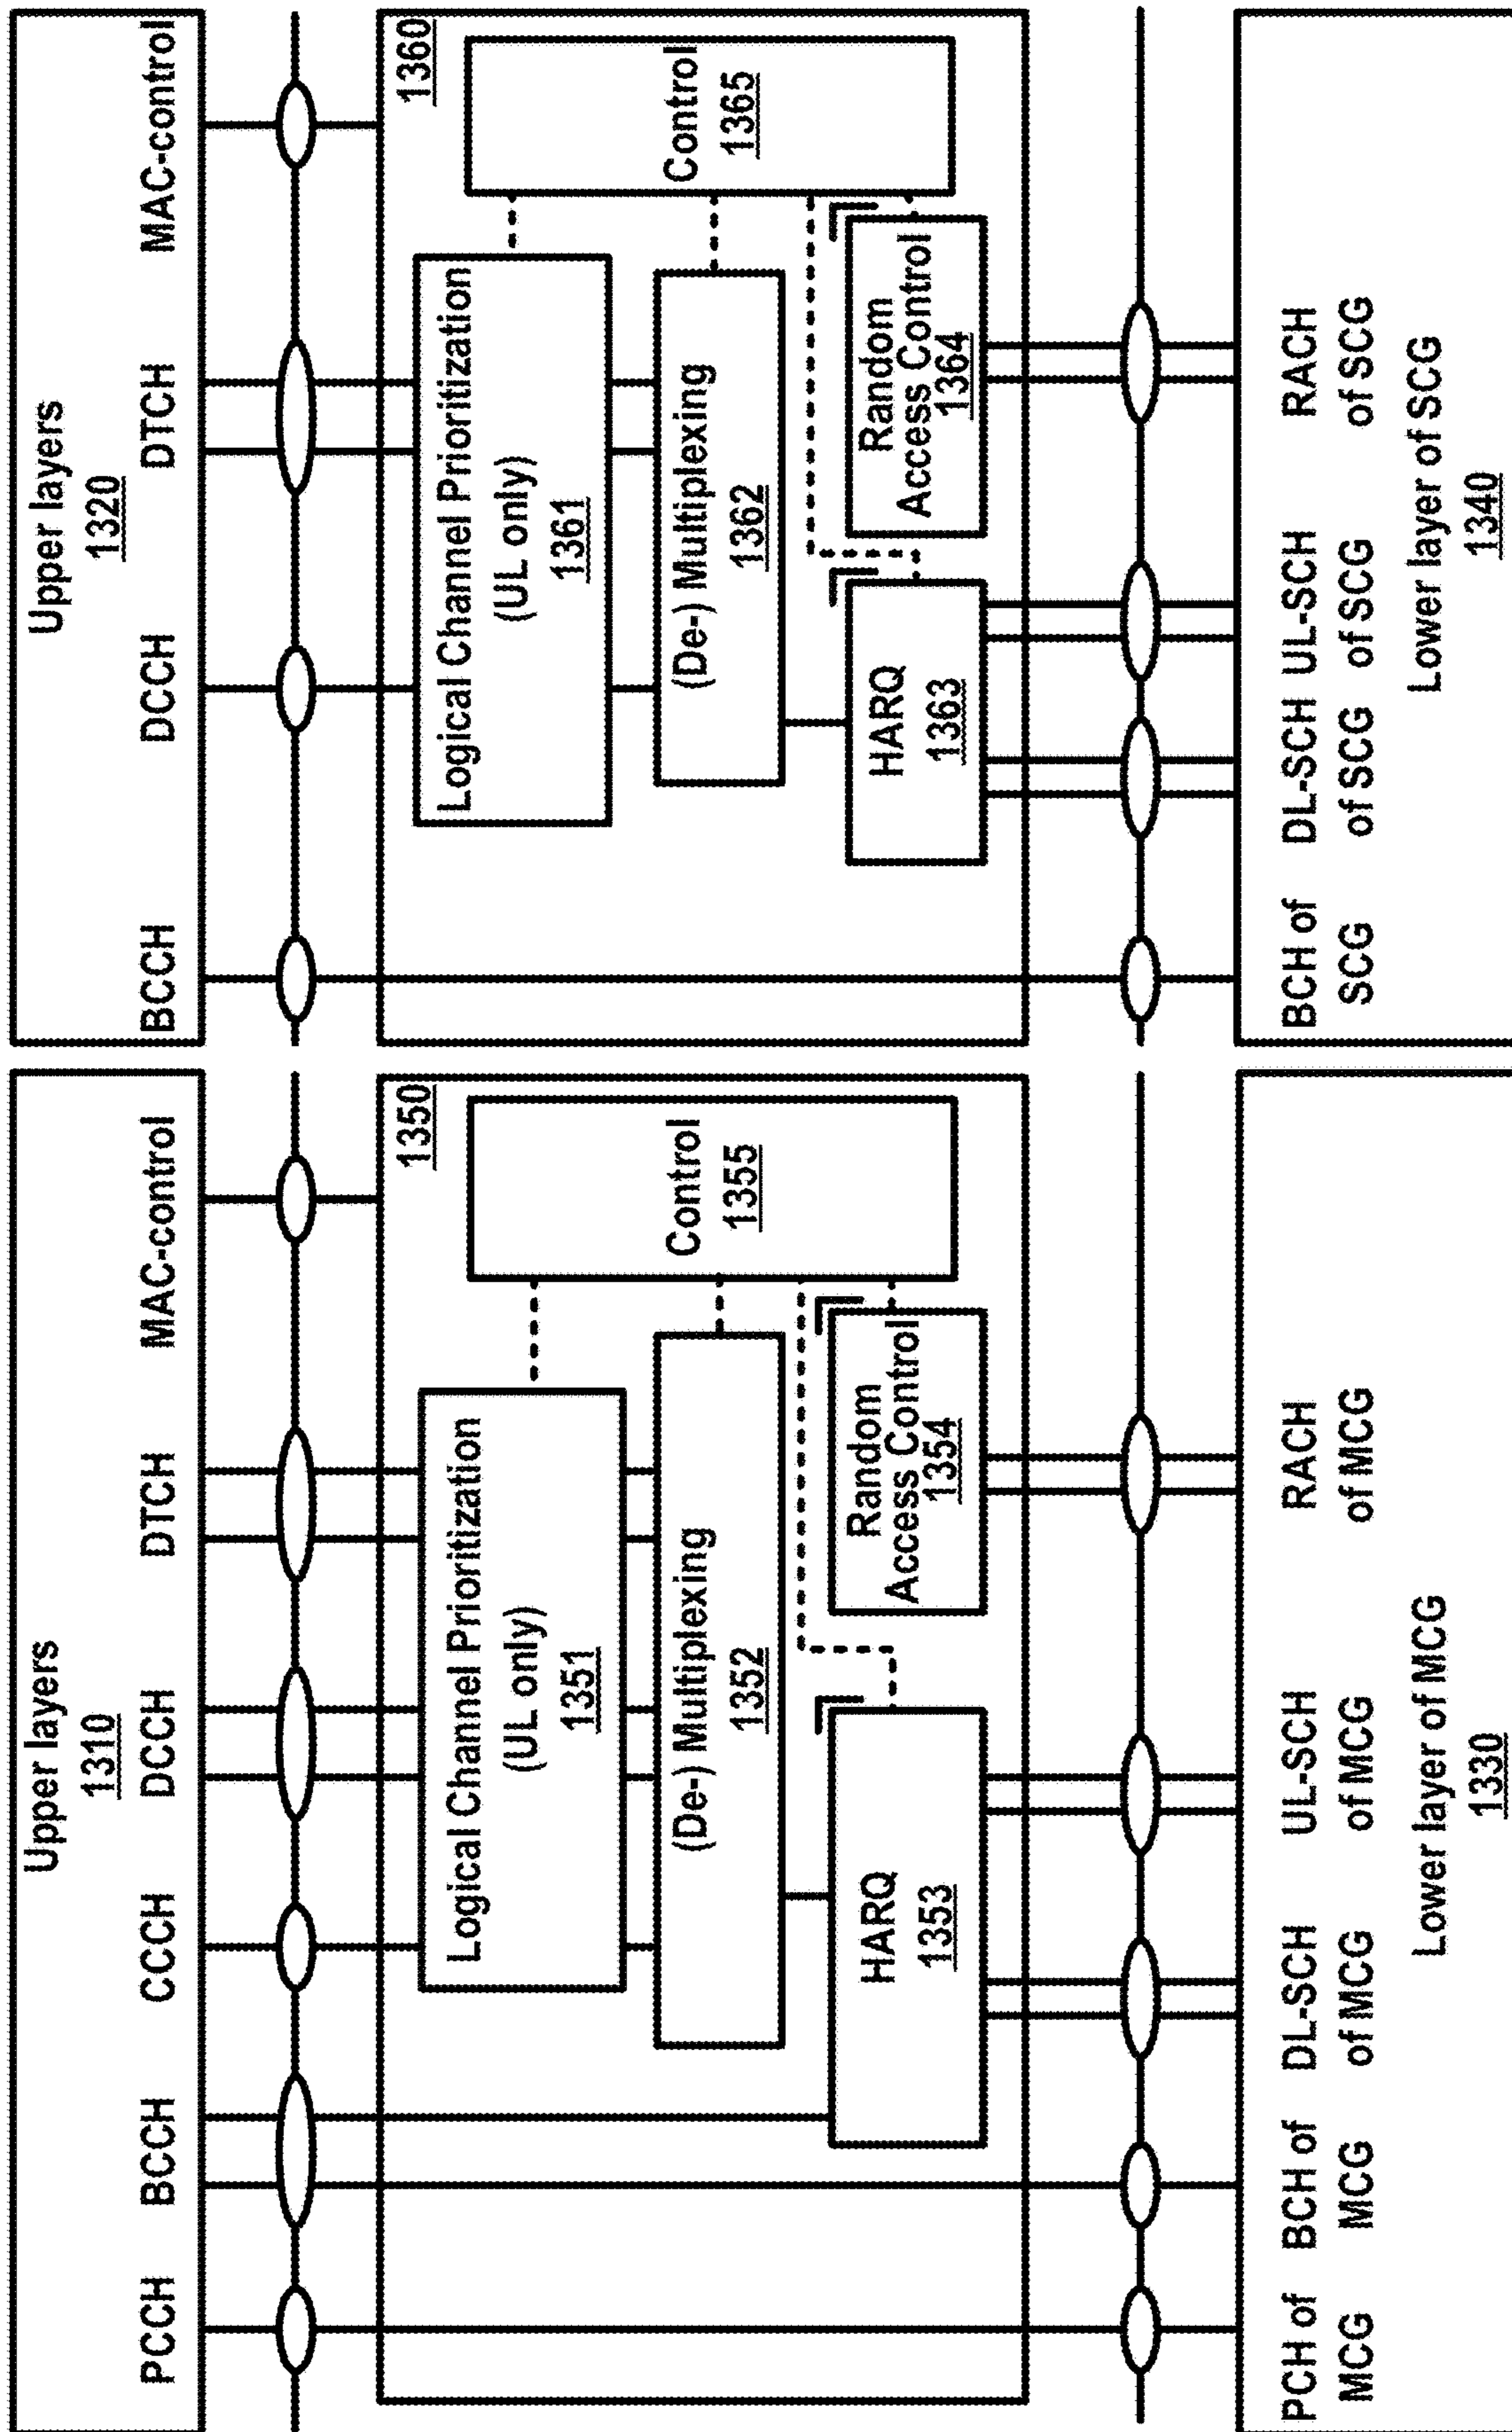 Upper layers
1310
PCCH
BCCH
CCCH
DCCH
DTCH
MAC-control
1350
Logical Channel Prioritization
(UL only)
1351
(De-) Multiplexing
1352
HARQ
1353
Random
Access Control
1354
Control
1355
PCH of
MCG
BCH of
MCG
DL-SCH
of MCG
UL-SCH
of MCG
RACH
of MCG
Lower layer of MCG
1330
Upper layers
1320
BCCH
DCCH
DTCH
MAC-control
1360
Logical Channel Prioritization
(UL only)
1361
(De-) Multiplexing
1362
HARQ
1363
Random
Access Control
1364
Control
1365
BCH of
SCG
DL-SCH
of SCG
UL-SCH
of SCG
RACH
of SCG
Lower layer of SCG
1340